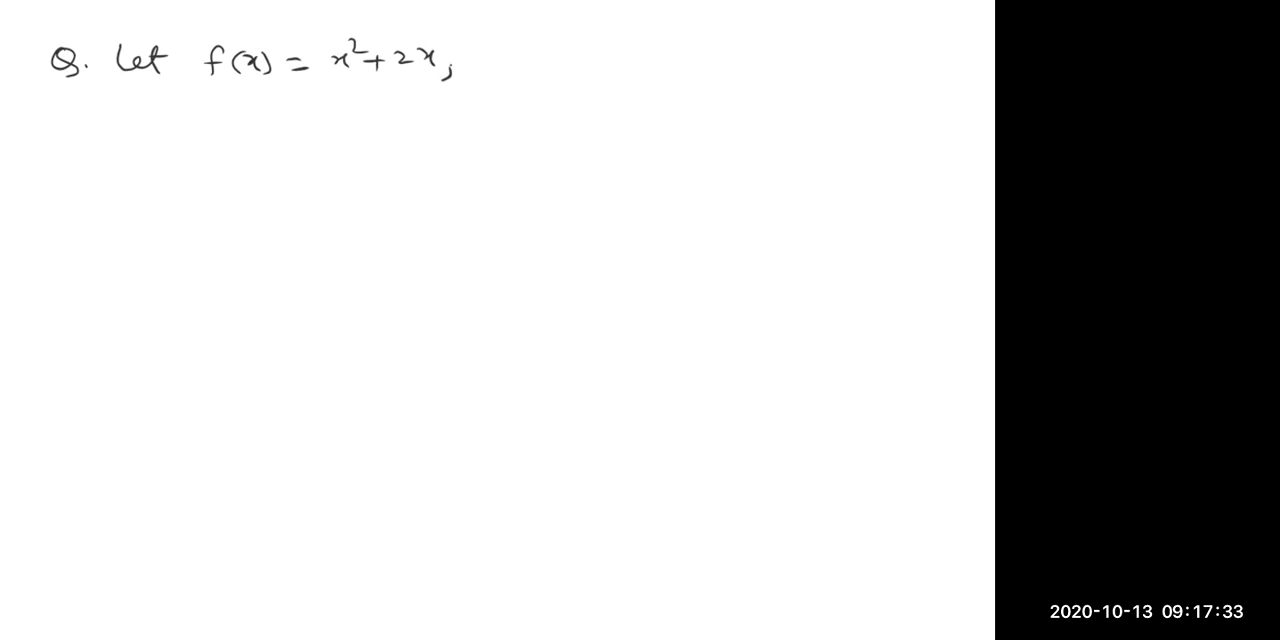 Q. Let f(x) = x²+2x,
2020-10-13 09:17:33